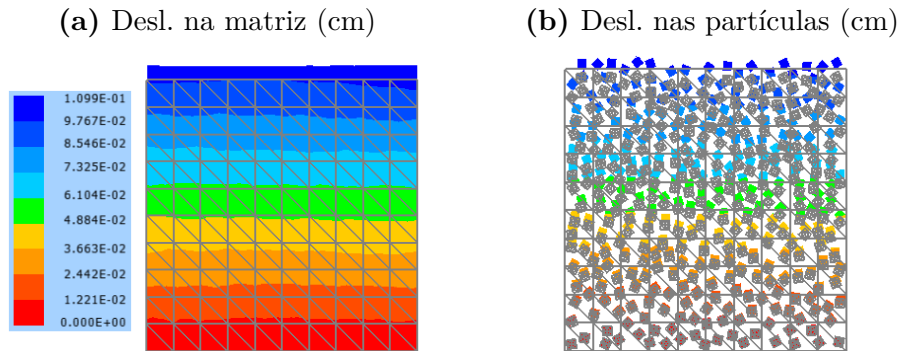 (a) Desl. na matriz (cm)
(b) Desl. nas partículas (cm)
1.099E-01
9.767E-02
8.546E-02
7.325E-02
6.104E-02
4.884E-02
3.663E-02
2.442E-02
1.221E-02
0.000E+00